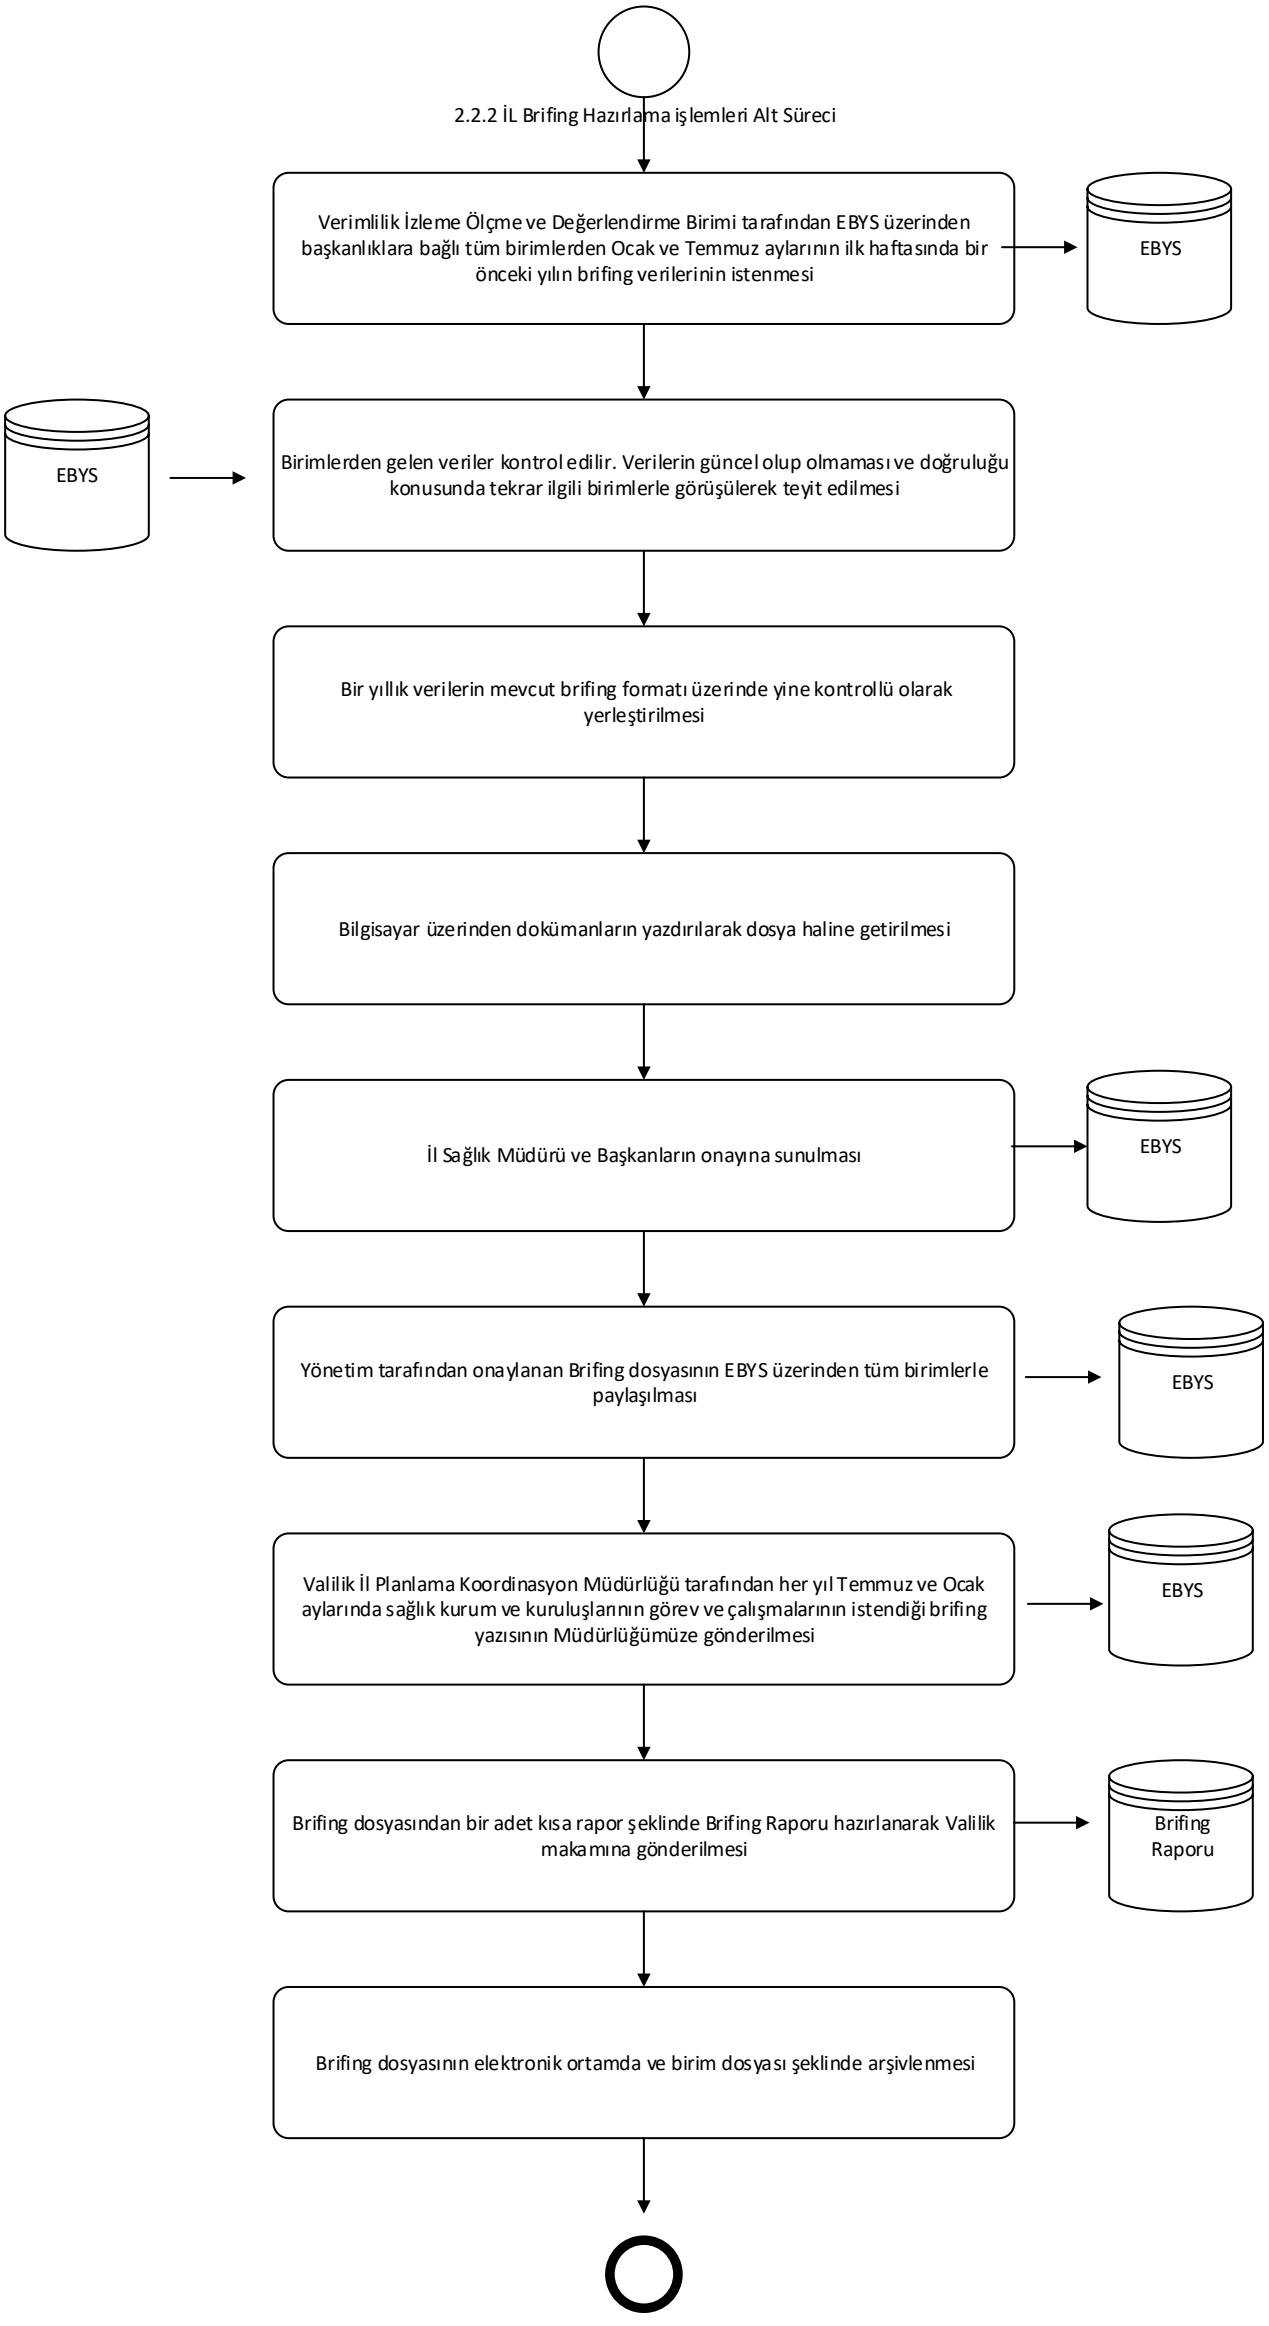 2.2.2 İL Brifing Hazırlama işlemleri Alt Süreci
Verimlilik İzleme Ölçme ve Değerlendirme Birimi tarafından EBYS üzerinden
başkanlıklara bağlı tüm birimlerden Ocak ve Temmuz aylarının ilk haftasında bir
önceki yılın brifing verilerinin istenmesi
EBYS
EBYS
Birimlerden gelen veriler kontrol edilir. Verilerin güncel olup olmaması ve doğruluğu
konusunda tekrar ilgili birimlerle görüşülerek teyit edilmesi
Bir yıllık verilerin mevcut brifing formatı üzerinde yine kontrollü olarak
yerleştirilmesi
Bilgisayar üzerinden dokümanların yazdırılarak dosya haline getirilmesi
İl Sağlık Müdürü ve Başkanların onayına sunulması
EBYS
Yönetim tarafından onaylanan Brifing dosyasının EBYS üzerinden tüm birimlerle
paylaşılması
EBYS
Valilik İl Planlama Koordinasyon Müdürlüğü tarafından her yıl Temmuz ve Ocak
aylarında sağlık kurum ve kuruluşlarının görev ve çalışmalarının istendiği brifing
yazısının Müdürlüğümüze gönderilmesi
EBYS
Brifing dosyasından bir adet kısa rapor şeklinde Brifing Raporu hazırlanarak Valilik
makamına gönderilmesi
Brifing
Raporu
Brifing dosyasının elektronik ortamda ve birim dosyası şeklinde arşivlenmesi